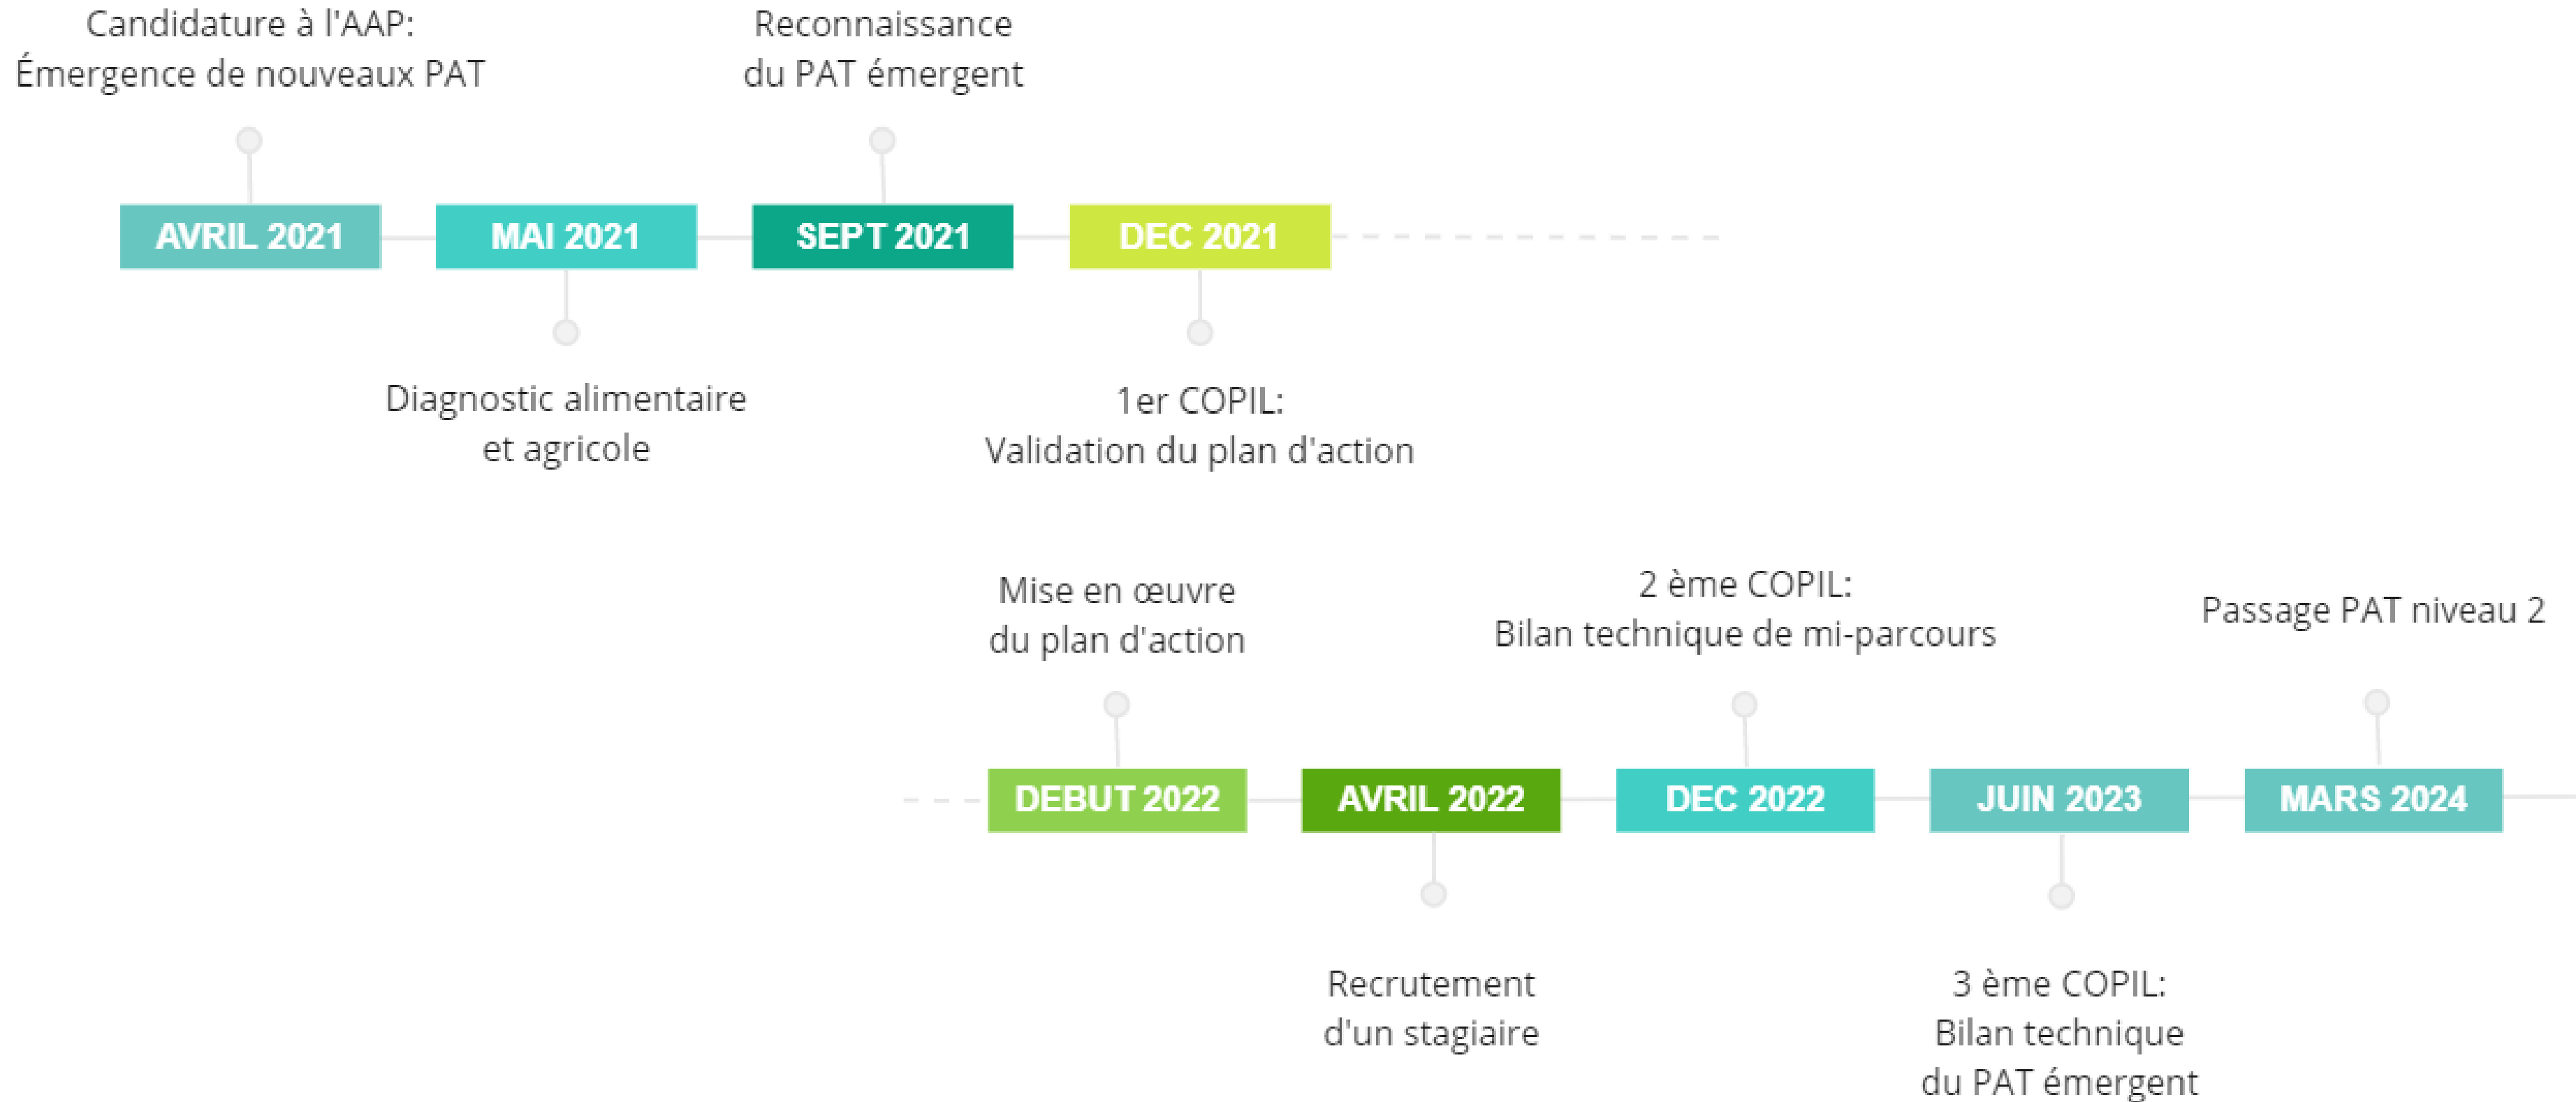 Candidature à l'AAP:
Émergence de nouveaux PAT
Reconnaissance
du PAT émergent
AVRIL 2021
MAI 2021
SEPT 2021
DEC 2021
Diagnostic alimentaire
et agricole
1er COPIL:
Validation du plan d'action
Mise en œuvre
du plan d'action
2 ème COPIL:
Bilan technique de mi-parcours
Passage PAT niveau 2
DEBUT 2022
AVRIL 2022
DEC 2022
JUIN 2023
MARS 2024
Recrutement
d'un stagiaire
3 ème COPIL:
Bilan technique
du PAT émergent